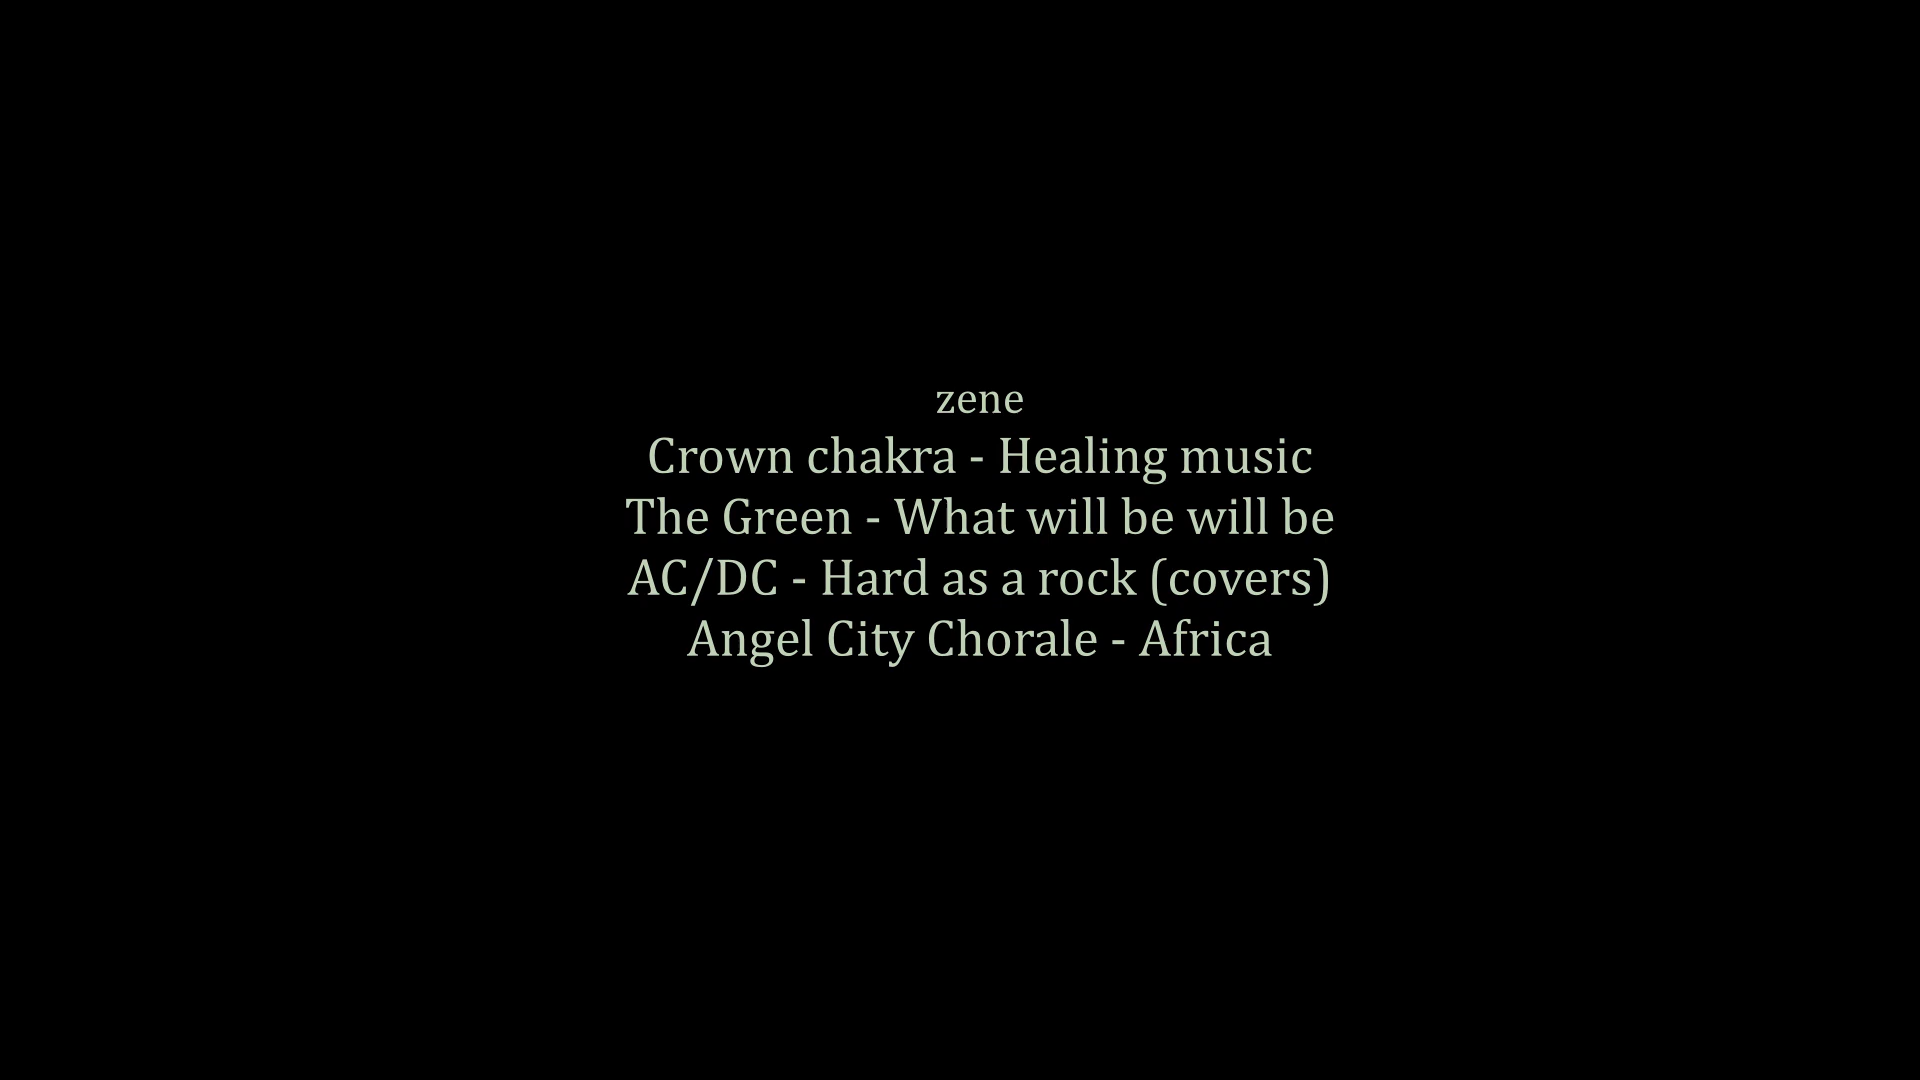 zene
Crown chakra - Healing music
The Green - What will be will be
AC/DC - Hard as a rock (covers)
Angel City Chorale - Africa